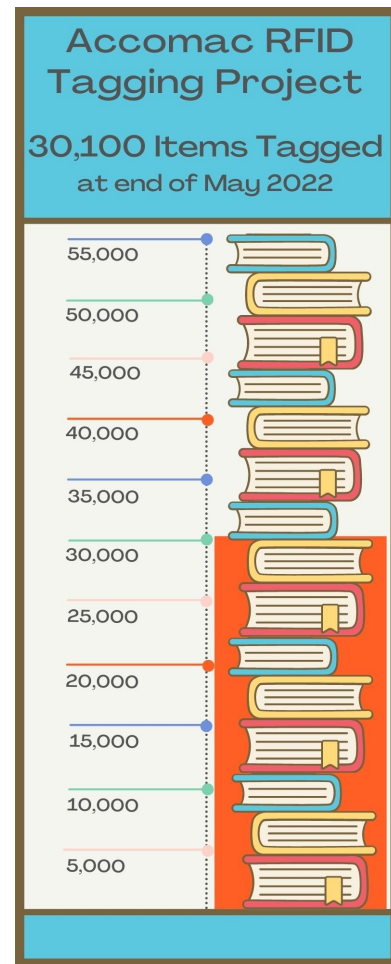 Accomac RFID
Tagging Project
30,100 Items Tagged
at end of May 2022
55,000
50,000
45,000
40,000
35,000
30,000
25,000
20,000
15,000
10,000
5,000